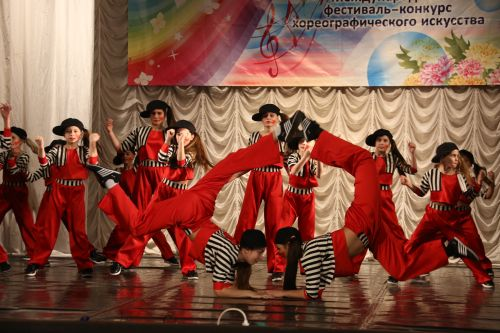 фестиваль–конкурс
хореографического искусства